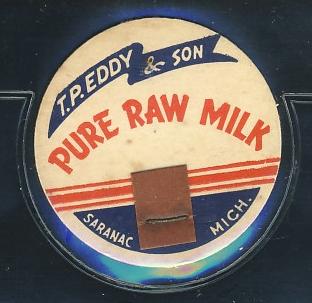 T.P. EDDY & SON
PURE RAW MILK
SARANAC MICH.